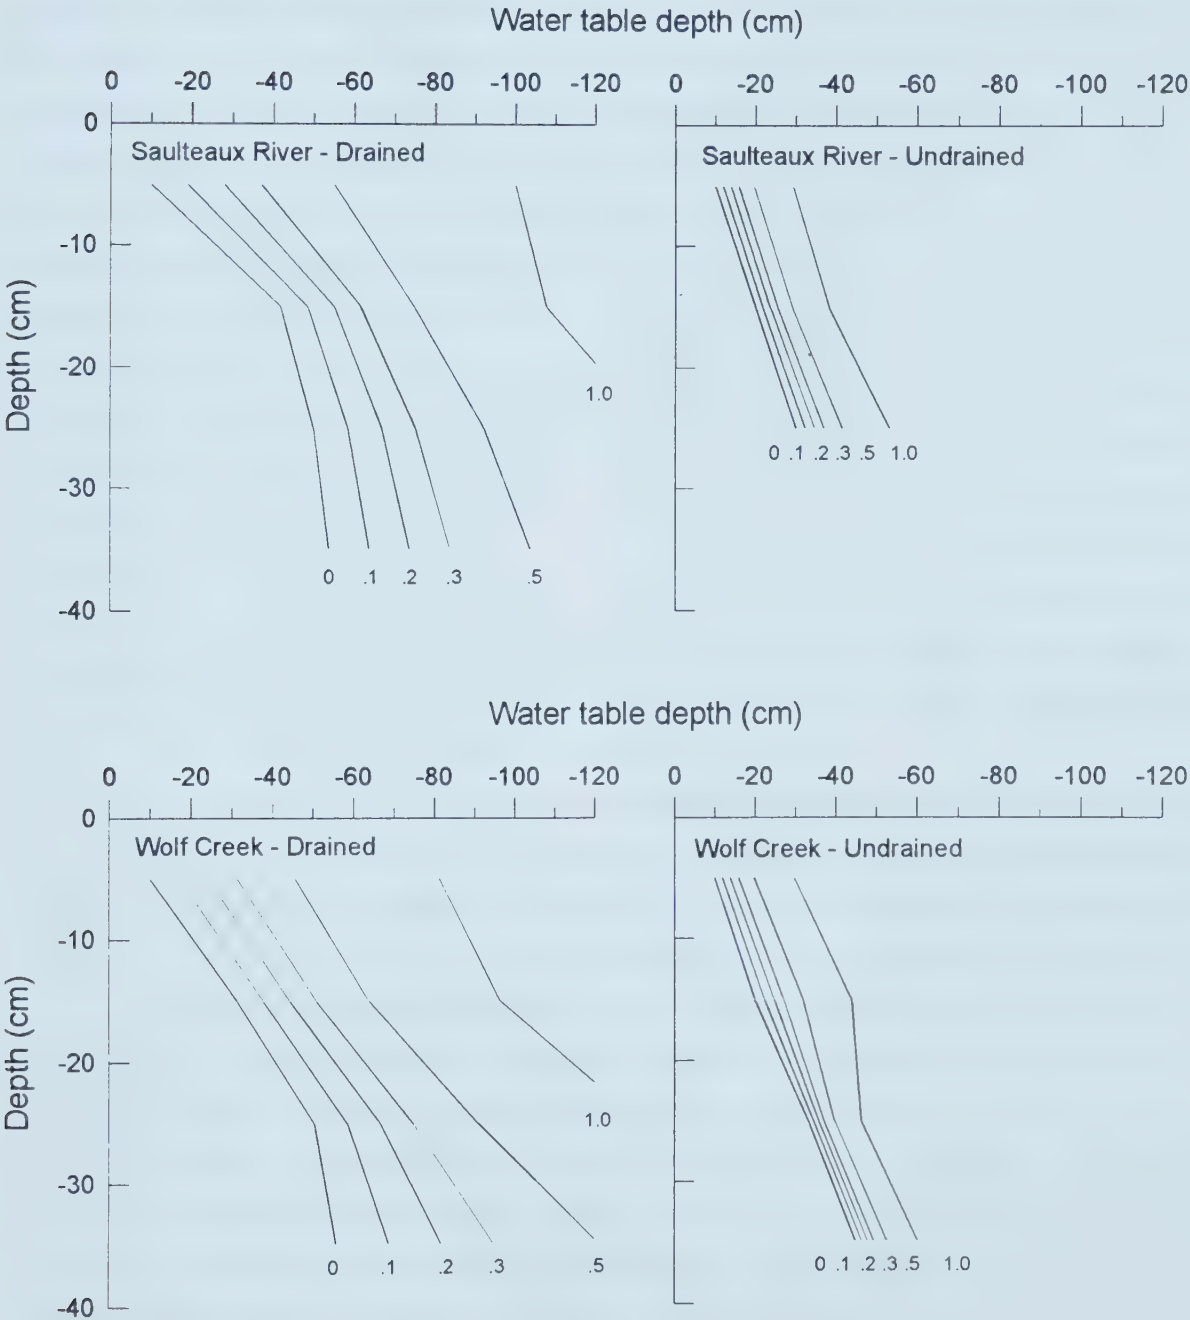 Water table depth (cm)
0 -20 -40 -60 -80 -100 -120
0 -20 -40 -60 -80 -100 -120
0
Saulteaux River - Drained
Saulteaux River - Undrained
-10
Depth (cm)
-20
1.0
0 .1 .2 .3 .5 1.0
-30
0 .1 .2 .3 .5
-40
Water table depth (cm)
0 -20 -40 -60 -80 -100 -120
0 -20 -40 -60 -80 -100 -120
0
Wolf Creek - Drained
Wolf Creek - Undrained
-10
Depth (cm)
-20
1.0
-30
0 .1 .2 .3 .5
0 .1 .2 .3 .5 1.0
-40